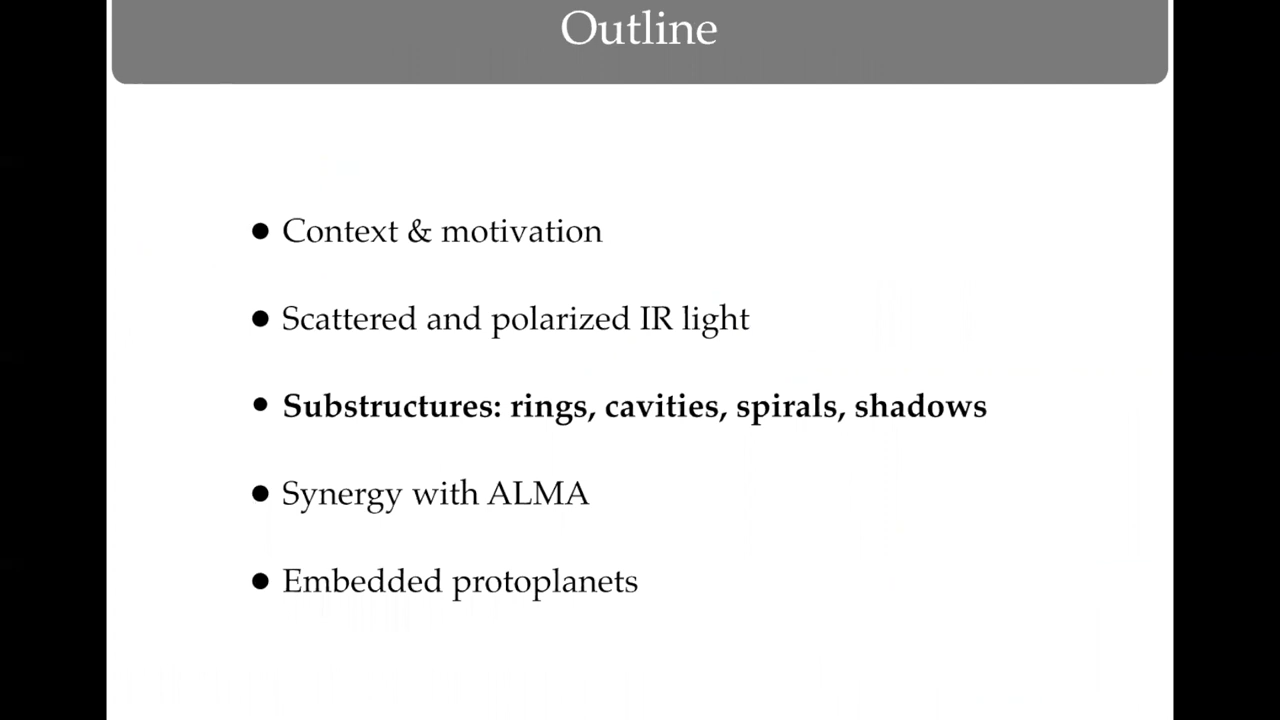 Outline
• Context & motivation
• Scattered and polarized IR light
• Substructures: rings, cavities, spirals, shadows
• Synergy with ALMA
• Embedded protoplanets